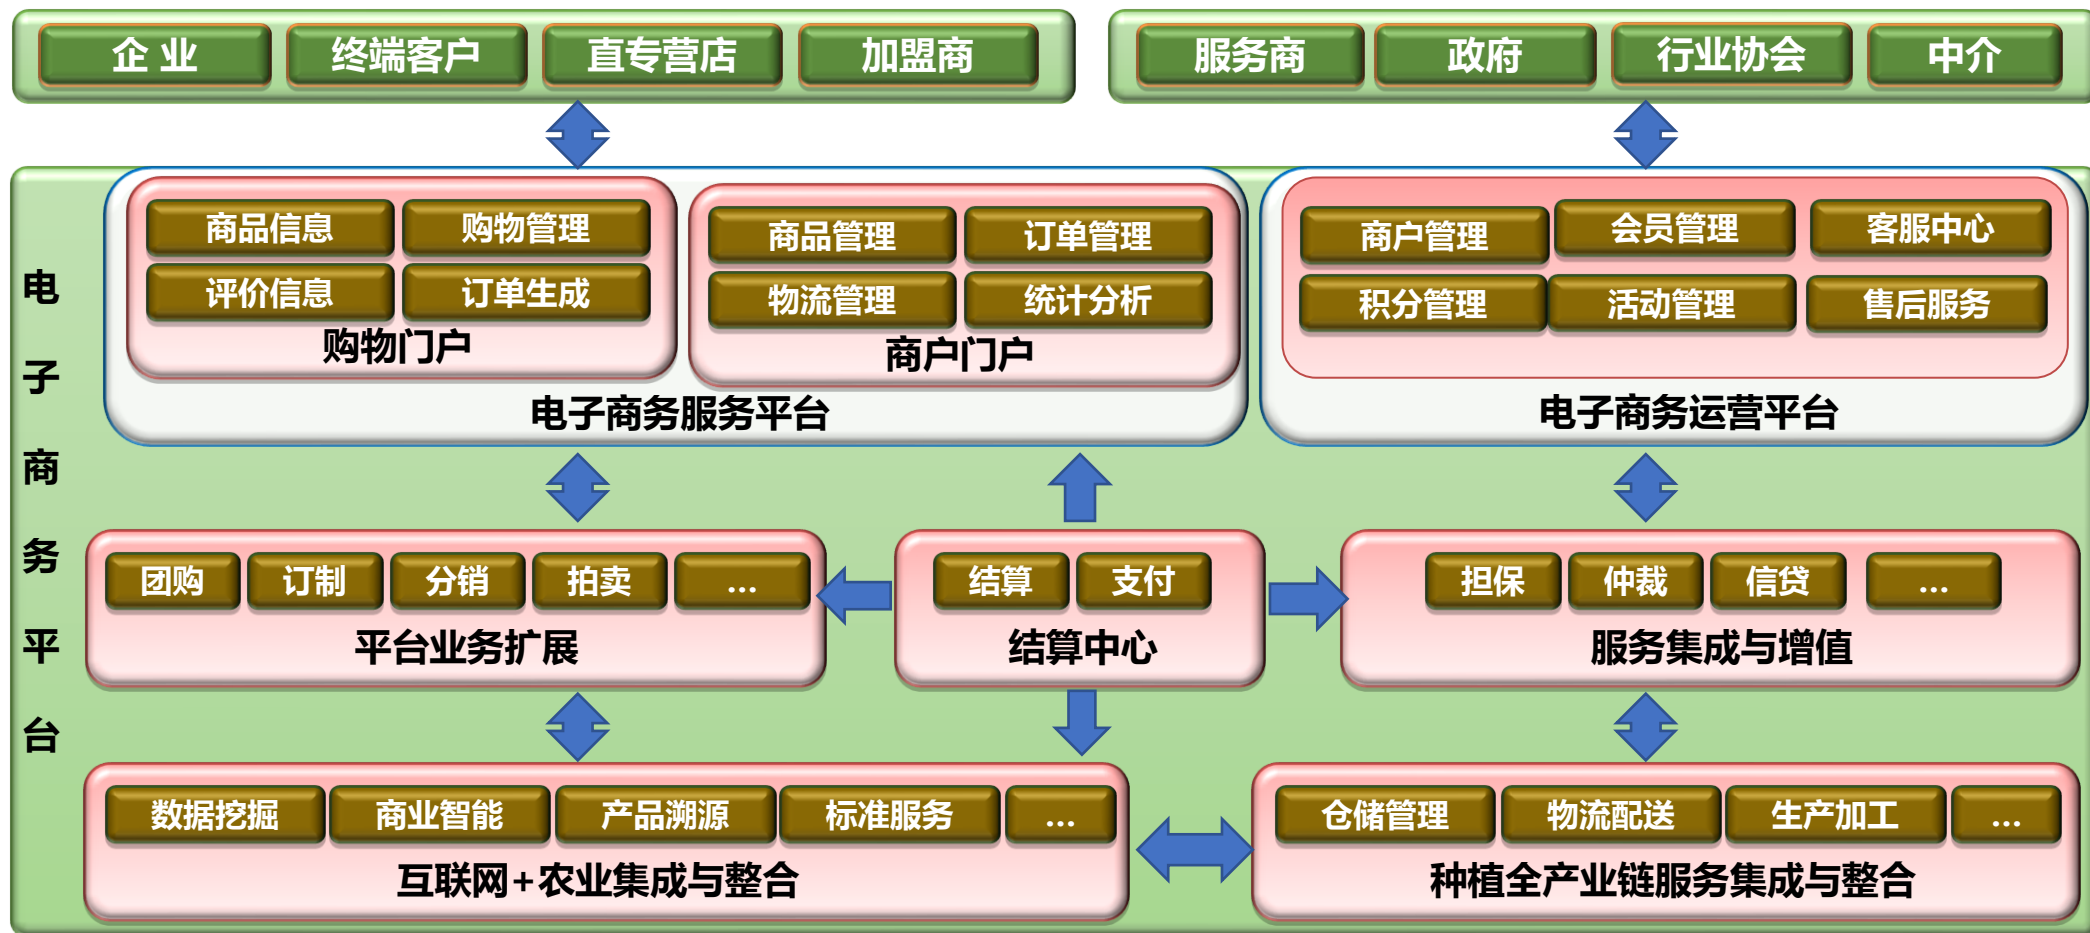 企 业
终端客户
直专营店
加盟商
服务商
政府
行业协会
中介
电子商务平台
商品信息
购物管理
评价信息
订单生成
购物门户
商品管理
订单管理
物流管理
统计分析
商户门户
电子商务服务平台
商户管理
会员管理
客服中心
积分管理
活动管理
售后服务
电子商务运营平台
团购
订制
分销
拍卖
...
平台业务扩展
结算
支付
结算中心
担保
仲裁
信贷
...
服务集成与增值
数据挖掘
商业智能
产品溯源
标准服务
...
互联网+农业集成与整合
仓储管理
物流配送
生产加工
...
种植全产业链服务集成与整合